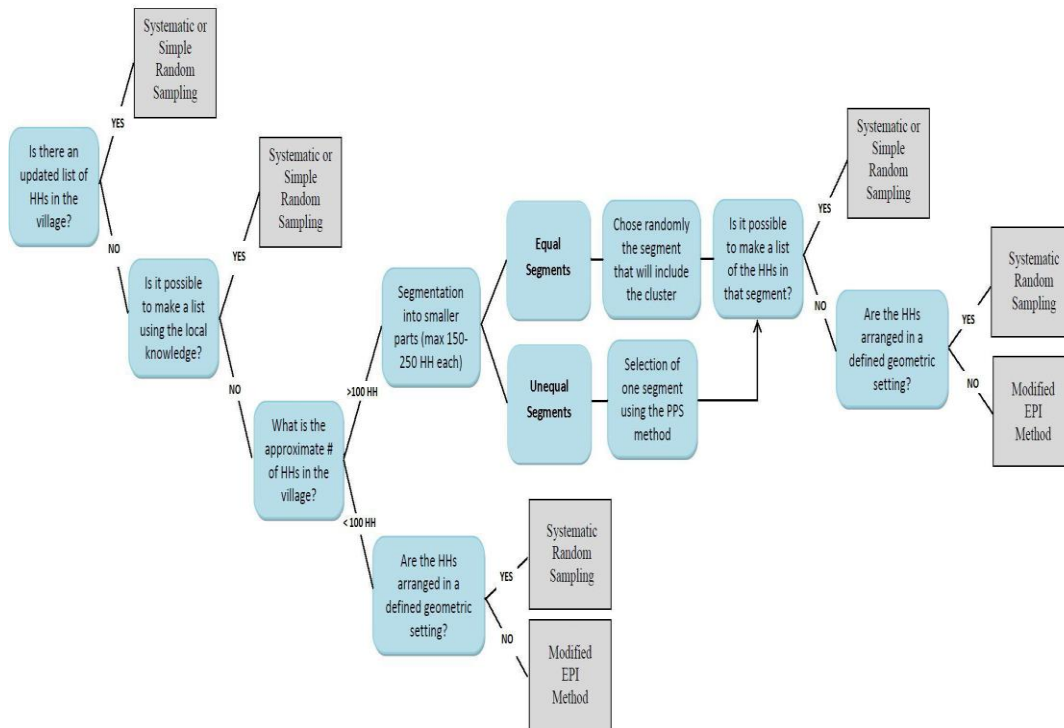 Systematic or
Simple
Random
Sampling
YES
Is there an
updated list of
HHs in the
village?
NO
Systematic or
Simple
Random
Sampling
YES
Is it possible
to make a list
using the local
knowledge?
NO
What is the
approximate #
of HHs in the
village?
>100 HH
Segmentation
into smaller
parts (max 150-
250 HH each)
Equal
Segments
Chose randomly
the segment
that will include
the cluster
Unequal
Segments
Selection of
one segment
using the PPS
method
Is it possible
to make a list
of the HHs in
that segment?
YES
Systematic or
Simple
Random
Sampling
NO
Are the HHs
arranged in a
defined geometric
setting?
YES
Systematic
Random
Sampling
NO
Modified
EPI
Method
< 100 HH
Are the HHs
arranged in a
defined geometric
setting?
YES
Systematic
Random
Sampling
NO
Modified
EPI
Method